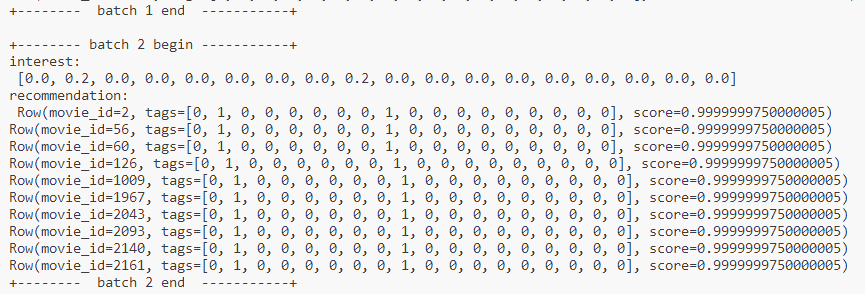 +--------  batch 1 end  -----------+
+-------- batch 2 begin -----------+
interest:
[0.0, 0.2, 0.0, 0.0, 0.0, 0.0, 0.0, 0.0, 0.2, 0.0, 0.0, 0.0, 0.0, 0.0, 0.0, 0.0, 0.0, 0.0]
recommendation:
Row(movie_id=2, tags=[0, 1, 0, 0, 0, 0, 0, 0, 1, 0, 0, 0, 0, 0, 0, 0, 0, 0], score=0.9999999750000005)
Row(movie_id=56, tags=[0, 1, 0, 0, 0, 0, 0, 0, 1, 0, 0, 0, 0, 0, 0, 0, 0, 0], score=0.9999999750000005)
Row(movie_id=60, tags=[0, 1, 0, 0, 0, 0, 0, 0, 1, 0, 0, 0, 0, 0, 0, 0, 0, 0], score=0.9999999750000005)
Row(movie_id=126, tags=[0, 1, 0, 0, 0, 0, 0, 0, 1, 0, 0, 0, 0, 0, 0, 0, 0, 0], score=0.9999999750000005)
Row(movie_id=1009, tags=[0, 1, 0, 0, 0, 0, 0, 0, 1, 0, 0, 0, 0, 0, 0, 0, 0, 0], score=0.9999999750000005)
Row(movie_id=1967, tags=[0, 1, 0, 0, 0, 0, 0, 0, 1, 0, 0, 0, 0, 0, 0, 0, 0, 0], score=0.9999999750000005)
Row(movie_id=2043, tags=[0, 1, 0, 0, 0, 0, 0, 0, 1, 0, 0, 0, 0, 0, 0, 0, 0, 0], score=0.9999999750000005)
Row(movie_id=2093, tags=[0, 1, 0, 0, 0, 0, 0, 0, 1, 0, 0, 0, 0, 0, 0, 0, 0, 0], score=0.9999999750000005)
Row(movie_id=2140, tags=[0, 1, 0, 0, 0, 0, 0, 0, 1, 0, 0, 0, 0, 0, 0, 0, 0, 0], score=0.9999999750000005)
Row(movie_id=2161, tags=[0, 1, 0, 0, 0, 0, 0, 0, 1, 0, 0, 0, 0, 0, 0, 0, 0, 0], score=0.9999999750000005)
+--------  batch 2 end  -----------+